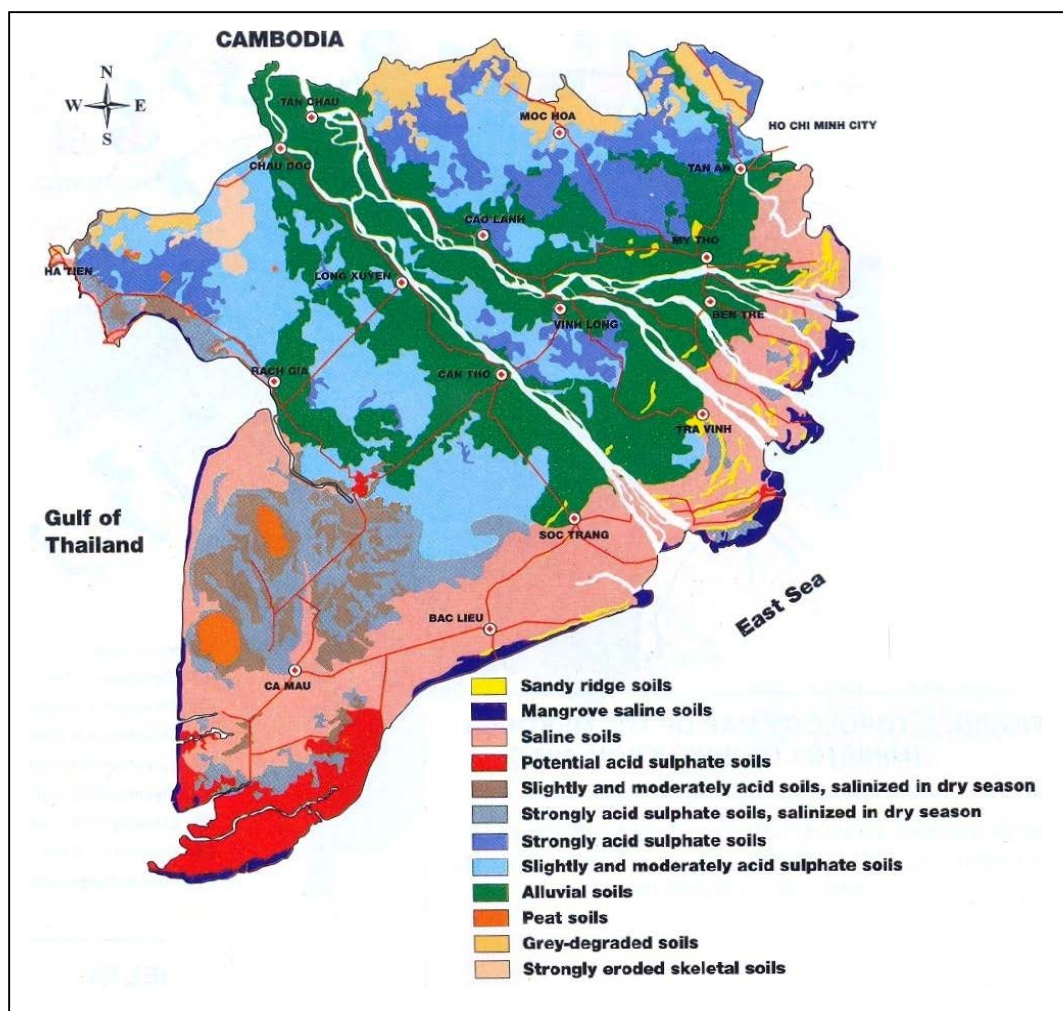 CAMBODIA
N
W E
S
TAN CHAU
MOC HOA
HO CHI MINH CITY
CHAU DOC
TAN AN
CAO LANH
MY THO
HA TIEN
LONG XUYEN
BEN TRE
VINH LONG
RACH GIA
CAN THO
TRA VINH
Gulf of
Thailand
SOC TRANG
East Sea
BAC LIEU
CA MAU
Sandy ridge soils
Mangrove saline soils
Saline soils
Potential acid sulphate soils
Slightly and moderately acid soils, salinized in dry season
Strongly acid sulphate soils, salinized in dry season
Strongly acid sulphate soils
Slightly and moderately acid sulphate soils
Alluvial soils
Peat soils
Grey-degraded soils
Strongly eroded skeletal soils